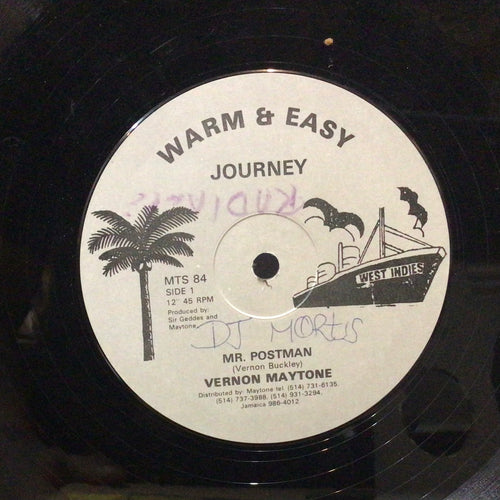 WARM & EASY
JOURNEY
WEST INDIES
MTS 84
SIDE 1
12" 45 RPM
Produced by:
Sir Geddes and
Maytone
DJ MORTS
MR. POSTMAN
(Vernon Buckley)
VERNON MAYTONE
Distributed by: Maytone tel. (514) 731-6135.
(514) 737-3988. (514) 931-3294.
Jamaica 986-4012